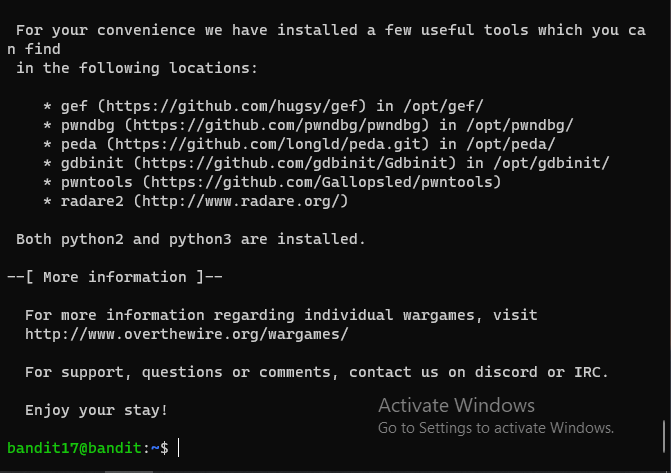 For your convenience we have installed a few useful tools which you ca
n find
in the following locations:
* gef (https://github.com/hugsy/gef) in /opt/gef/
* pwndbg (https://github.com/pwndbg/pwndbg) in /opt/pwndbg/
* peda (https://github.com/longld/peda.git) in /opt/peda/
* gdbinit (https://github.com/gdbinit/Gdbinit) in /opt/gdbinit/
* pwntools (https://github.com/Gallopsled/pwntools)
* radare2 (http://www.radare.org/)
Both python2 and python3 are installed.
--[ More information ]--
For more information regarding individual wargames, visit
http://www.overthewire.org/wargames/
For support, questions or comments, contact us on discord or IRC.
Enjoy your stay!
Activate Windows
Go to Settings to activate Windows.
bandit17@bandit:~$